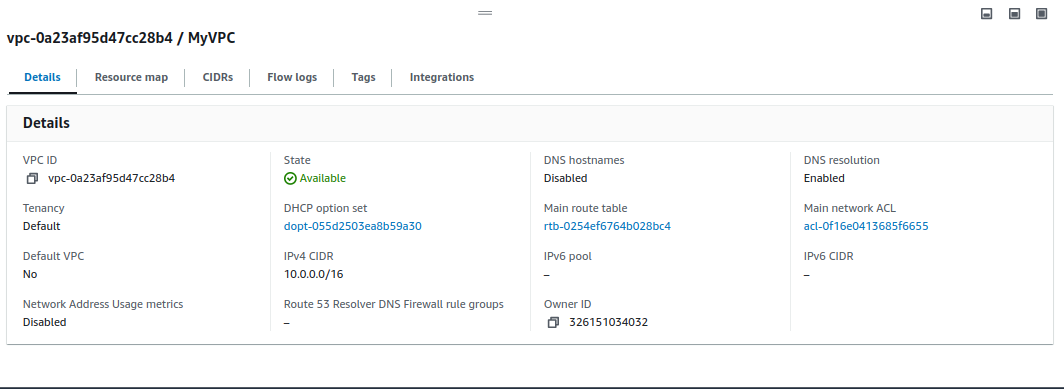 vpc-0a23af95d47cc28b4 / MyVPC
Details Resource map CIDRs Flow logs Tags Integrations
Details
VPC ID State DNS hostnames DNS resolution
vpc-0a23af95d47cc28b4 Available Disabled Enabled
Tenancy DHCP option set Main route table Main network ACL
Default dopt-055d2503ea8b59a30 rtb-0254ef6764b028bc4 acl-0f16e0413685f6655
Default VPC IPv4 CIDR IPv6 pool IPv6 CIDR
No 10.0.0.0/16 – –
Network Address Usage metrics Route 53 Resolver DNS Firewall rule groups Owner ID
Disabled – 326151034032